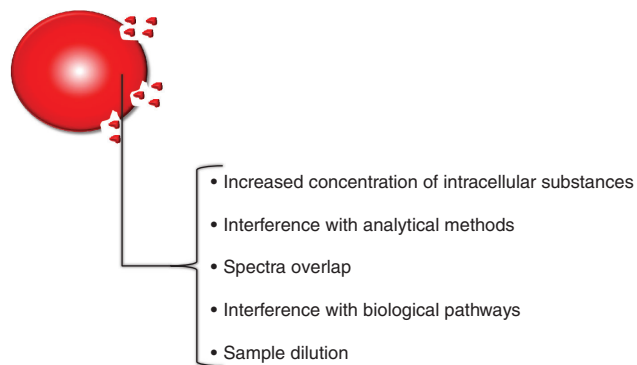 • Increased concentration of intracellular substances
• Interference with analytical methods
• Spectra overlap
• Interference with biological pathways
• Sample dilution